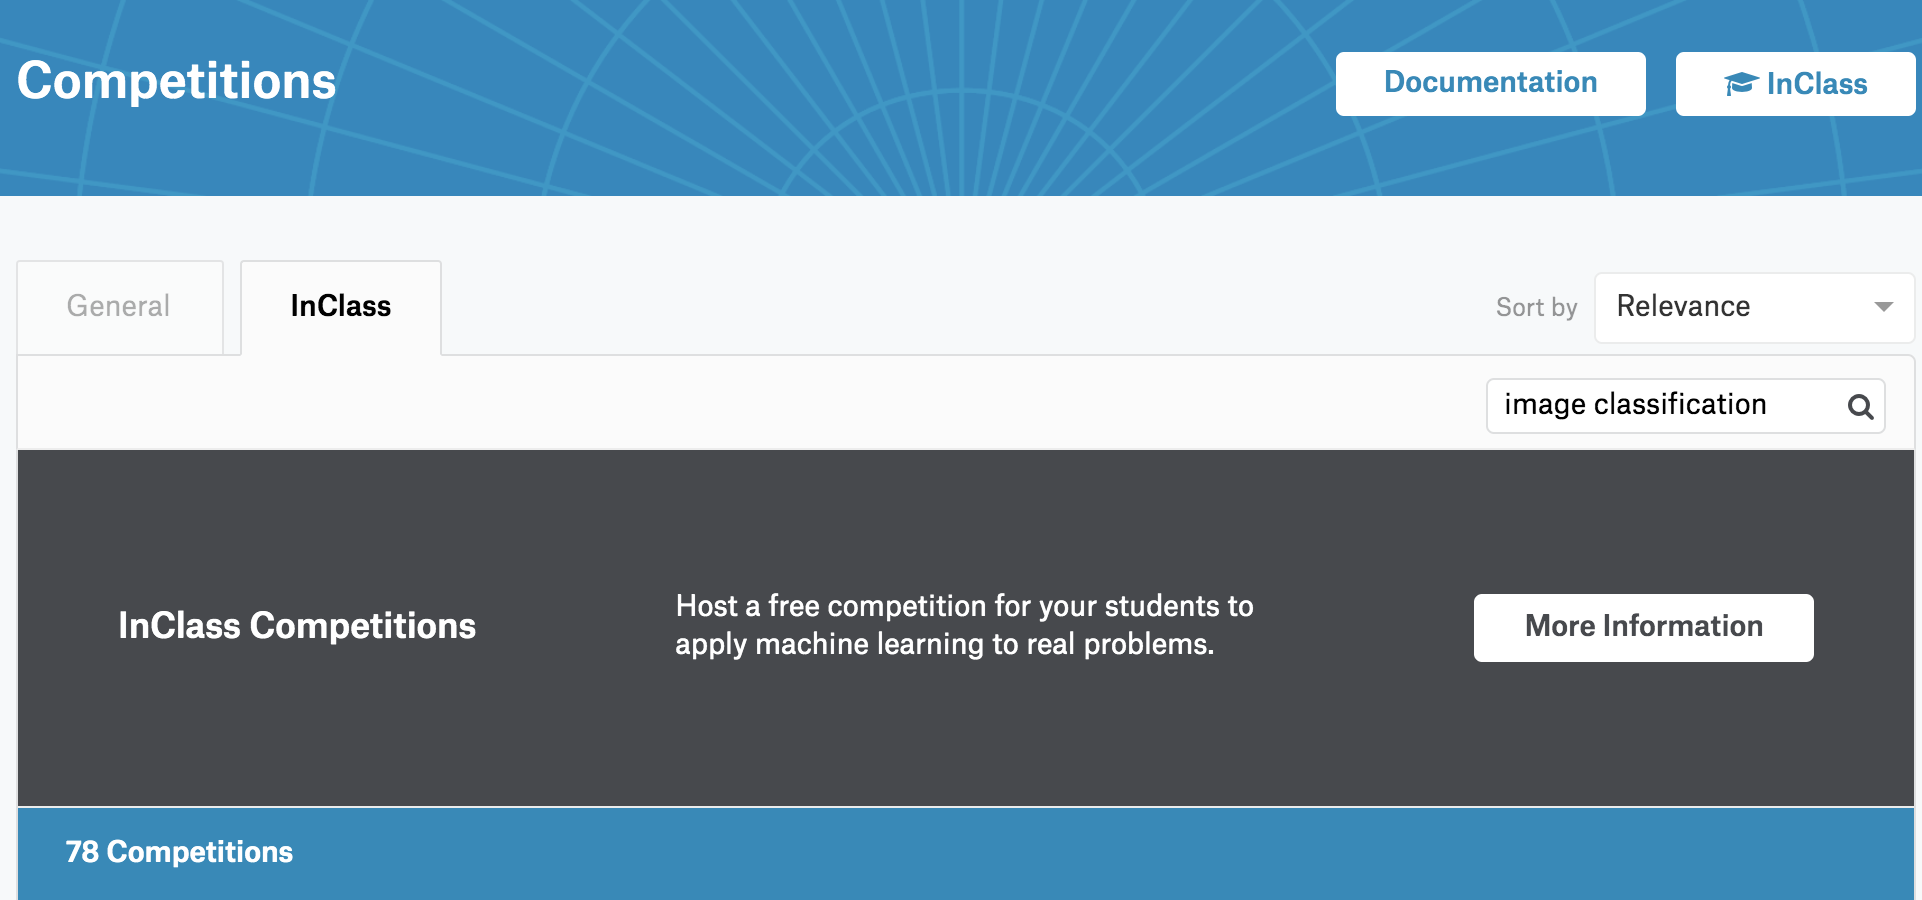 Competitions
Documentation
InClass
General
InClass
Sort by
Relevance
image classification
InClass Competitions
Host a free competition for your students to
apply machine learning to real problems.
More Information
78 Competitions